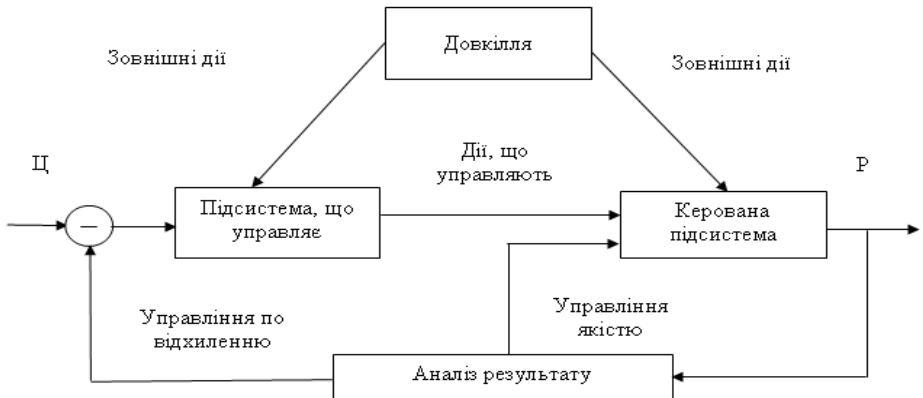 Довкілля
Зовнішні дії
Зовнішні дії
Ц
Дії, що
управляють
Р
Підсистема, що
управляє
Керована
підсистема
–
Управління по
відхиленню
Управління
якістю
Аналіз результату